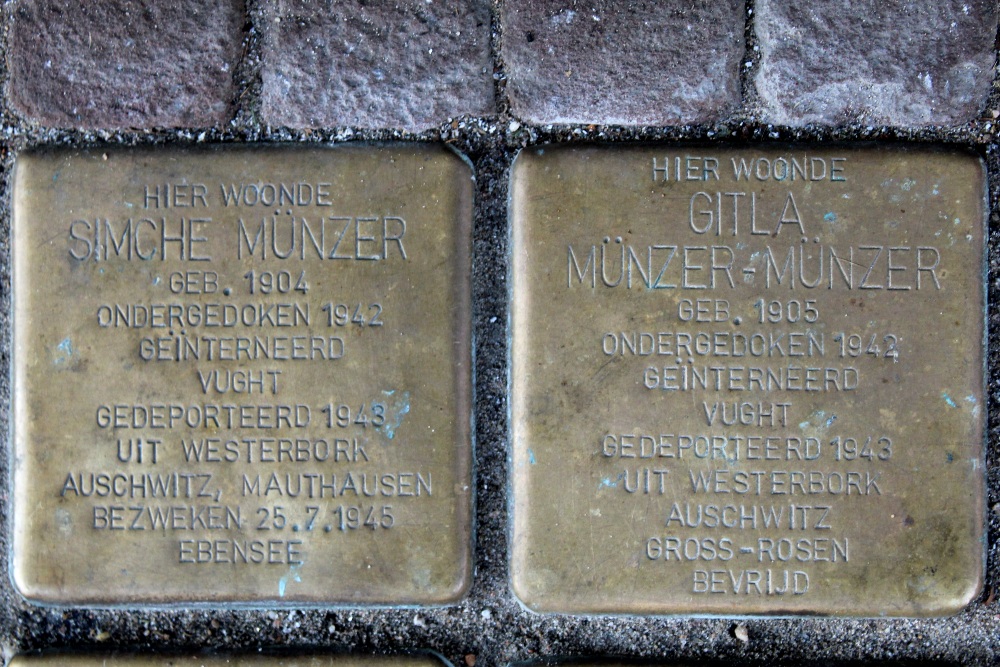 HIER WOONDE
SIMCHE MÜNZER
GEB. 1904
ONDERGEDOKEN 1942
GEÏNTERNEERD
VUGHT
GEDEPORTEERD 1943
UIT WESTERBORK
AUSCHWITZ, MAUTHAUSEN
BEZWEKEN 25.7.1945
EBENSEE
HIER WOONDE
GITLA
MÜNZER-MÜNZER
GEB. 1905
ONDERGEDOKEN 1942
GEÏNTERNEERD
VUGHT
GEDEPORTEERD 1943
UIT WESTERBORK
AUSCHWITZ
GROSS-ROSEN
BEVRIJD